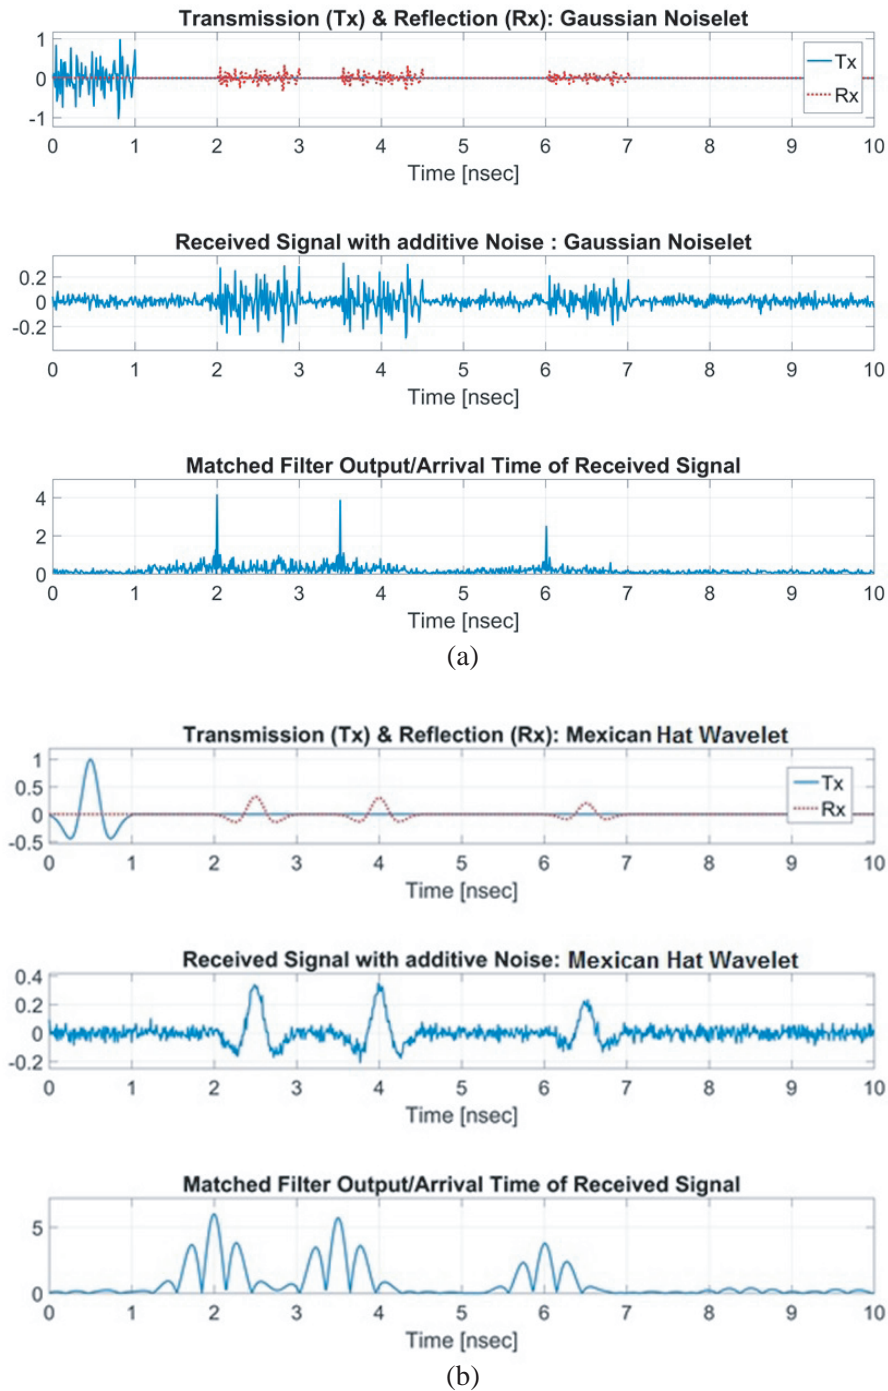 Transmission (Tx) & Reflection (Rx): Gaussian Noiselet
1
0
-1
Tx
Rx
0 1 2 3 4 5 6 7 8 9 10
Time [nsec]
Received Signal with additive Noise : Gaussian Noiselet
0.2
0
-0.2
0 1 2 3 4 5 6 7 8 9 10
Time [nsec]
Matched Filter Output/Arrival Time of Received Signal
4
2
0
0 1 2 3 4 5 6 7 8 9 10
Time [nsec]
(a)
Transmission (Tx) & Reflection (Rx): Mexican Hat Wavelet
1
0.5
0
-0.5
Tx
Rx
0 1 2 3 4 5 6 7 8 9 10
Time [nsec]
Received Signal with additive Noise: Mexican Hat Wavelet
0.4
0.2
0
-0.2
0 1 2 3 4 5 6 7 8 9 10
Time [nsec]
Matched Filter Output/Arrival Time of Received Signal
5
0
0 1 2 3 4 5 6 7 8 9 10
Time [nsec]
(b)